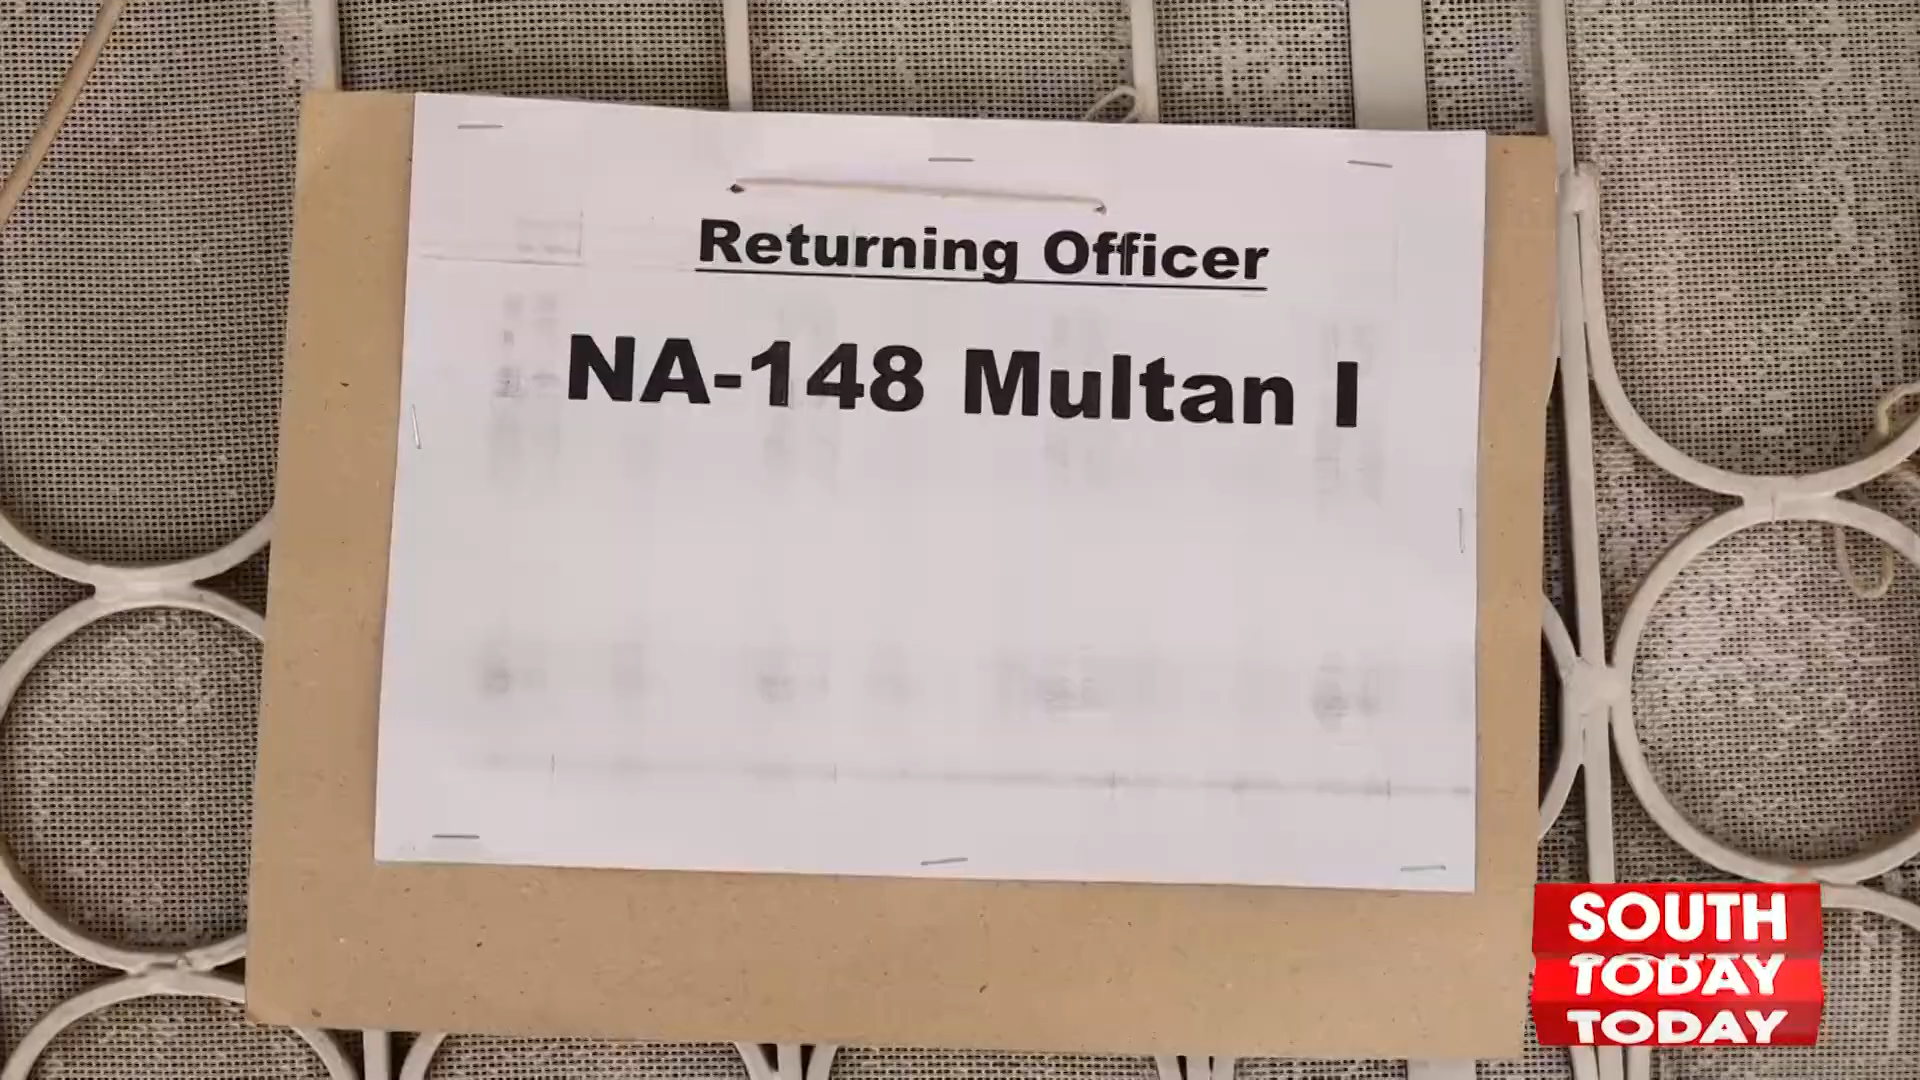 Returning Officer
NA-148 Multan I
SOUTH
TODAY
TODAY